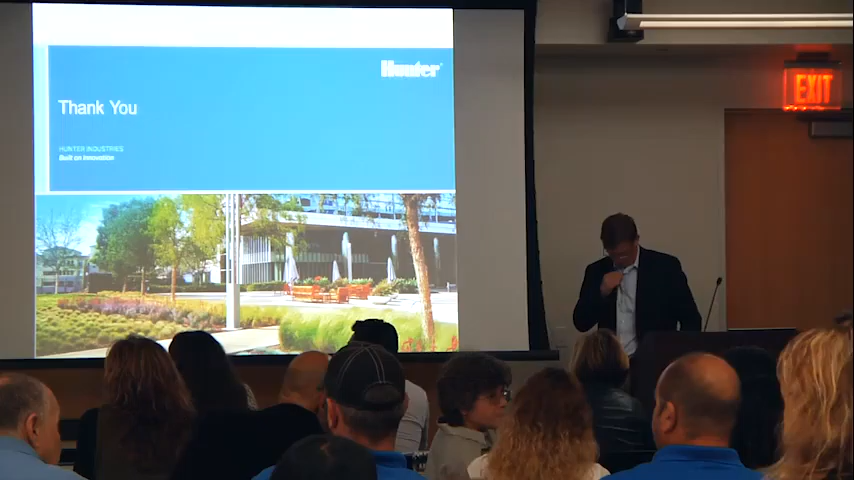 Hunter
Thank You
HUNTER INDUSTRIES
Built on Innovation
EXIT